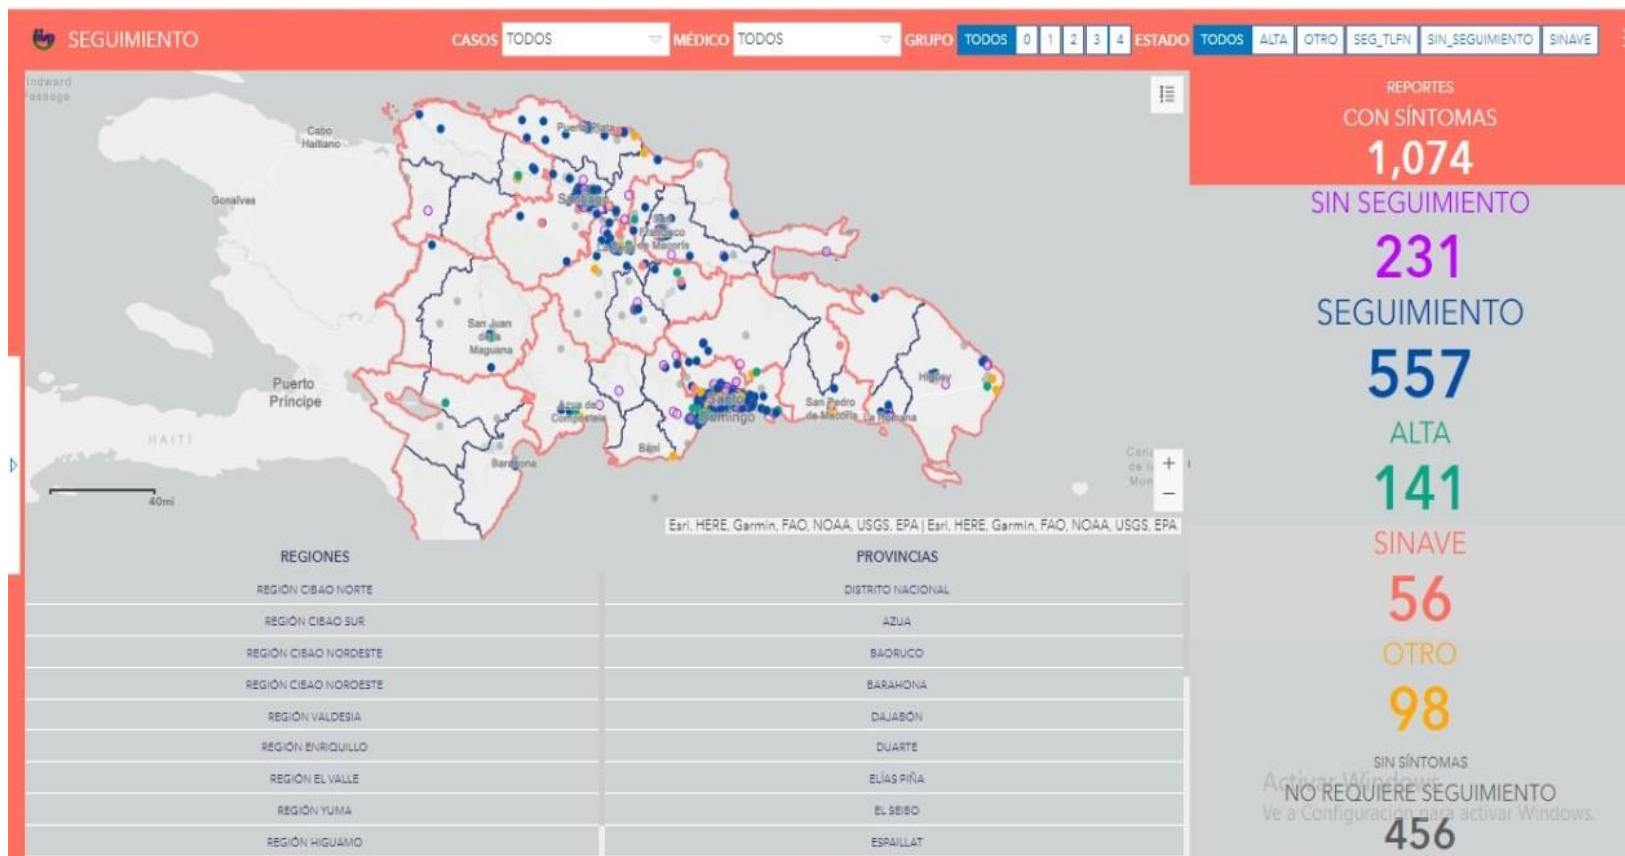 SEGUIMIENTO
CASOS TODOS MÉDICO TODOS GRUPO TODOS 0 1 2 3 4 ESTADO TODOS ALTA OTRO SEG_TLFN SIN_SEGUIMIENTO SINAVE
Cabo
Haitiano
Puerto Plata
Gonaïves
Santiago
San
Francisco
de Macorís
San Juan
de la
Maguana
Puerto
Príncipe
HAITÍ
Azua de
Compostela
Baní
Barahona
Santo
Domingo
San Pedro
de Macorís
La Romana
Higüey
40mi
+
−
Esri, HERE, Garmin, FAO, NOAA, USGS, EPA | Esri, HERE, Garmin, FAO, NOAA, USGS, EPA
REGIONES
REGIÓN CIBAO NORTE
REGIÓN CIBAO SUR
REGIÓN CIBAO NORDESTE
REGIÓN CIBAO NOROESTE
REGIÓN VALDESIA
REGIÓN ENRIQUILLO
REGIÓN EL VALLE
REGIÓN YUMA
REGIÓN HIGUAMO
PROVINCIAS
DISTRITO NACIONAL
AZUA
BAORUCO
BARAHONA
DAJABÓN
DUARTE
ELÍAS PIÑA
EL SEIBO
ESPAILLAT
REPORTES
CON SÍNTOMAS
1,074
SIN SEGUIMIENTO
231
SEGUIMIENTO
557
ALTA
141
SINAVE
56
OTRO
98
SIN SÍNTOMAS
NO REQUIERE SEGUIMIENTO
456
Activar Windows
Ve a Configuración para activar Windows.